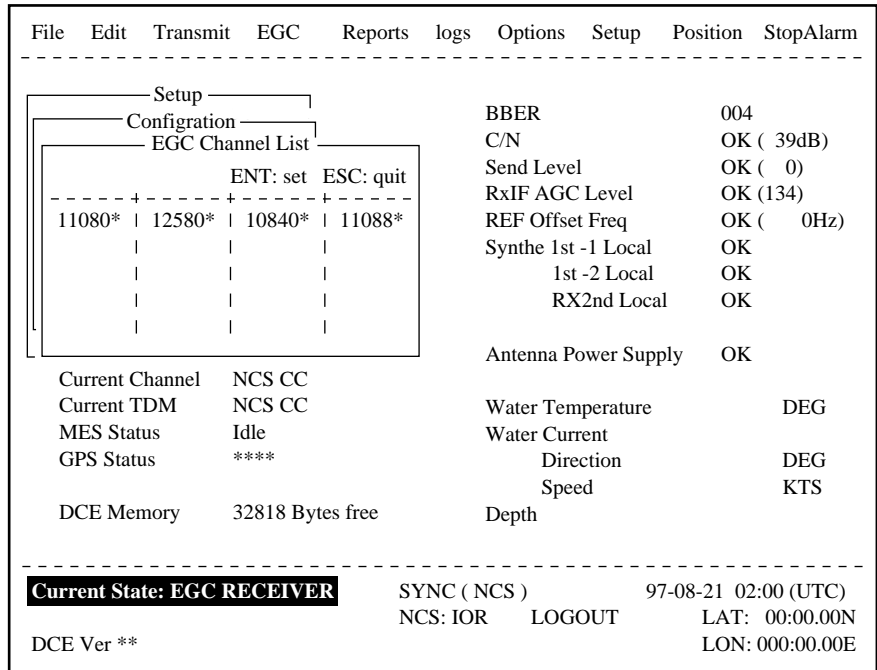 File Edit Transmit EGC Reports logs Options Setup Position StopAlarm
Setup
Configration
EGC Channel List
ENT: set ESC: quit
11080* 12580* 10840* 11088*
Current Channel NCS CC
Current TDM NCS CC
MES Status Idle
GPS Status ****
DCE Memory 32818 Bytes free
BBER 004
C/N OK ( 39dB)
Send Level OK ( 0)
RxIF AGC Level OK (134)
REF Offset Freq OK ( 0Hz)
Synthe 1st -1 Local OK
1st -2 Local OK
RX2nd Local OK
Antenna Power Supply OK
Water Temperature DEG
Water Current
Direction DEG
Speed KTS
Depth
Current State: EGC RECEIVER SYNC ( NCS ) 97-08-21 02:00 (UTC)
NCS: IOR LOGOUT LAT: 00:00.00N
DCE Ver ** LON: 000:00.00E